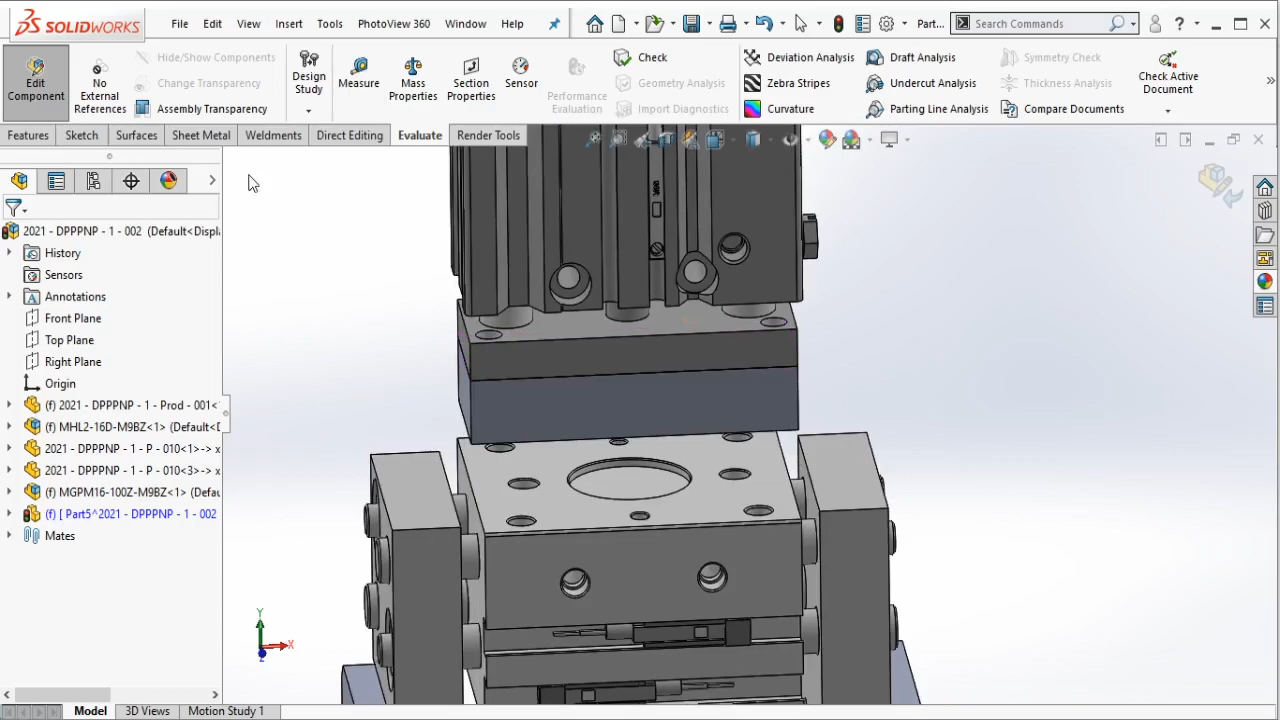 SOLIDWORKS File Edit View Insert Tools PhotoView 360 Window Help Part... Search Commands ?
Edit Component No External References Hide/Show Components Change Transparency Assembly Transparency Design Study Measure Mass Properties Section Properties Sensor Performance Evaluation Check Geometry Analysis Import Diagnostics Deviation Analysis Zebra Stripes Curvature Draft Analysis Undercut Analysis Parting Line Analysis Symmetry Check Thickness Analysis Compare Documents Check Active Document
Features Sketch Surfaces Sheet Metal Weldments Direct Editing Evaluate Render Tools
2021 - DPPPNP - 1 - 002 (Default<Displ
History
Sensors
Annotations
Front Plane
Top Plane
Right Plane
Origin
(f) 2021 - DPPPNP - 1 - Prod - 001<
(f) MHL2-16D-M9BZ<1> (Default<D
2021 - DPPPNP - 1 - P - 010<1>-> x
2021 - DPPPNP - 1 - P - 010<3>-> x
(f) MGPM16-100Z-M9BZ<1> (Defau
(f) [ Part5^2021 - DPPPNP - 1 - 002
Mates
Y
X
Z
Model 3D Views Motion Study 1